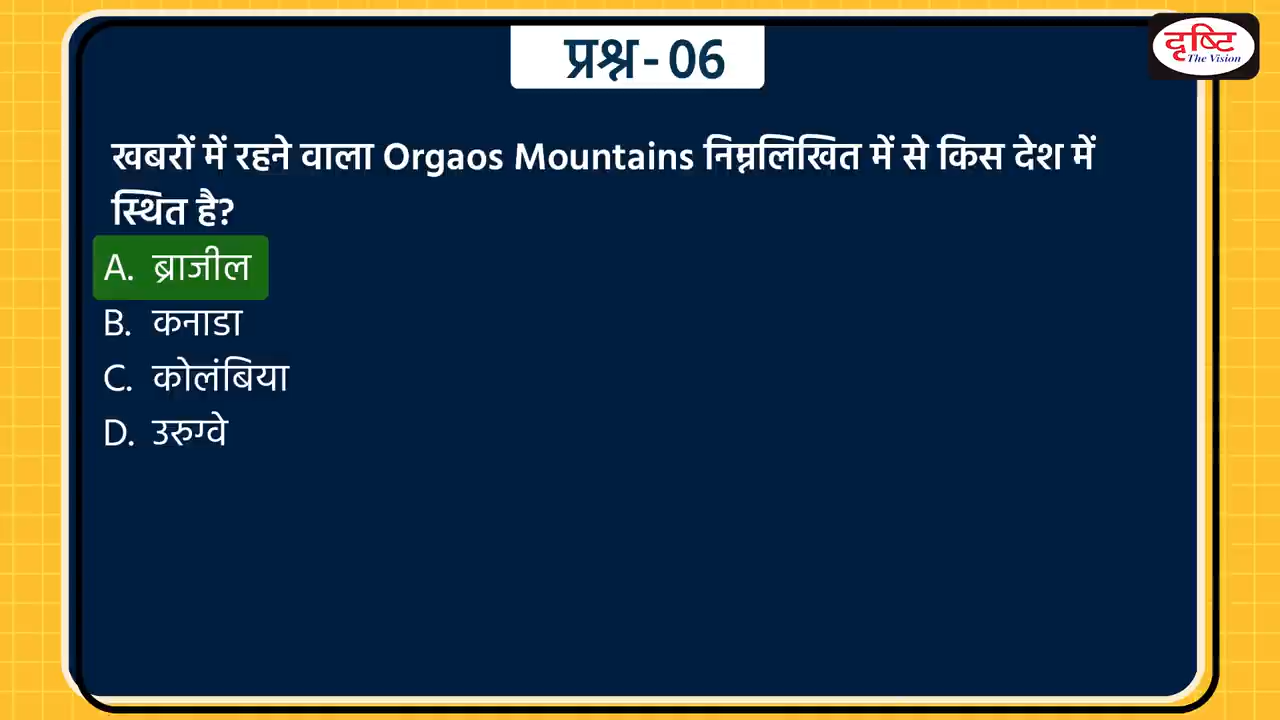 प्रश्न - 06
दृष्टि
The Vision
खबरों में रहने वाला Orgaos Mountains निम्नलिखित में से किस देश में
स्थित है?
A. ब्राजील
B. कनाडा
C. कोलंबिया
D. उरुग्वे